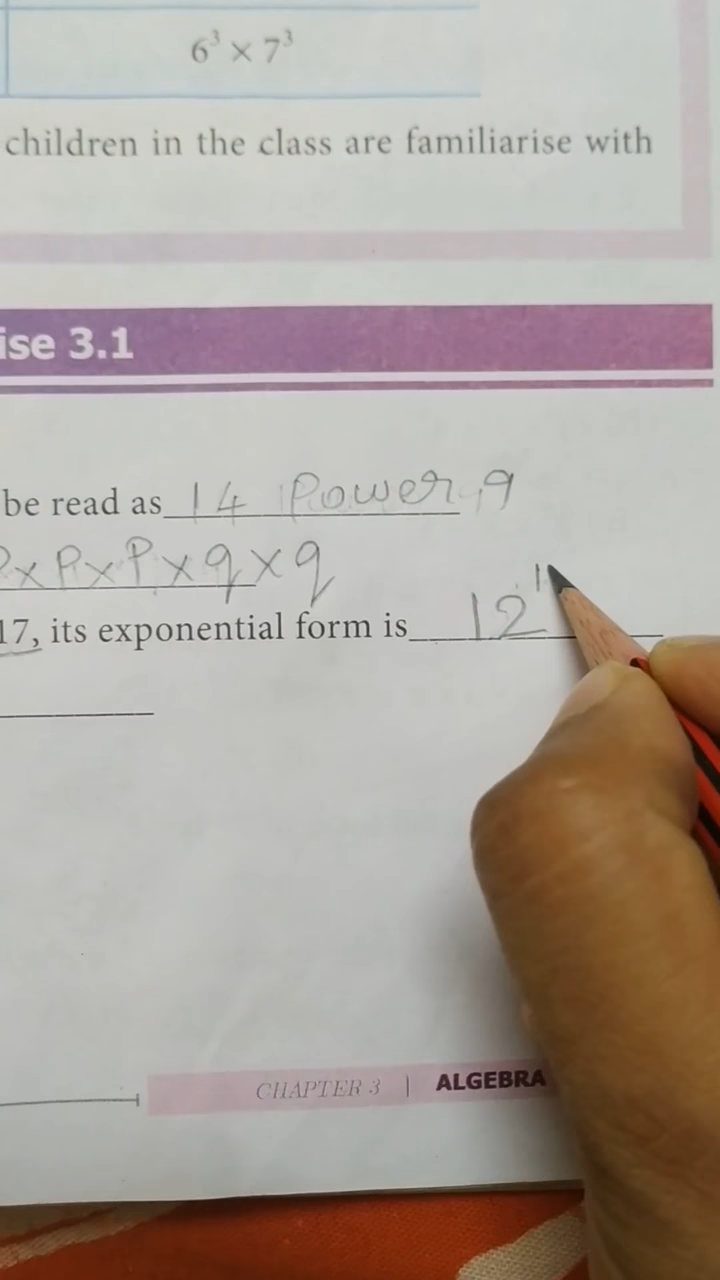 6³ × 7³
children in the class are familiarise with
ise 3.1
be read as 14 Power 9
P×P×P×q×q
17, its exponential form is 12¹
CHAPTER 3 | ALGEBRA